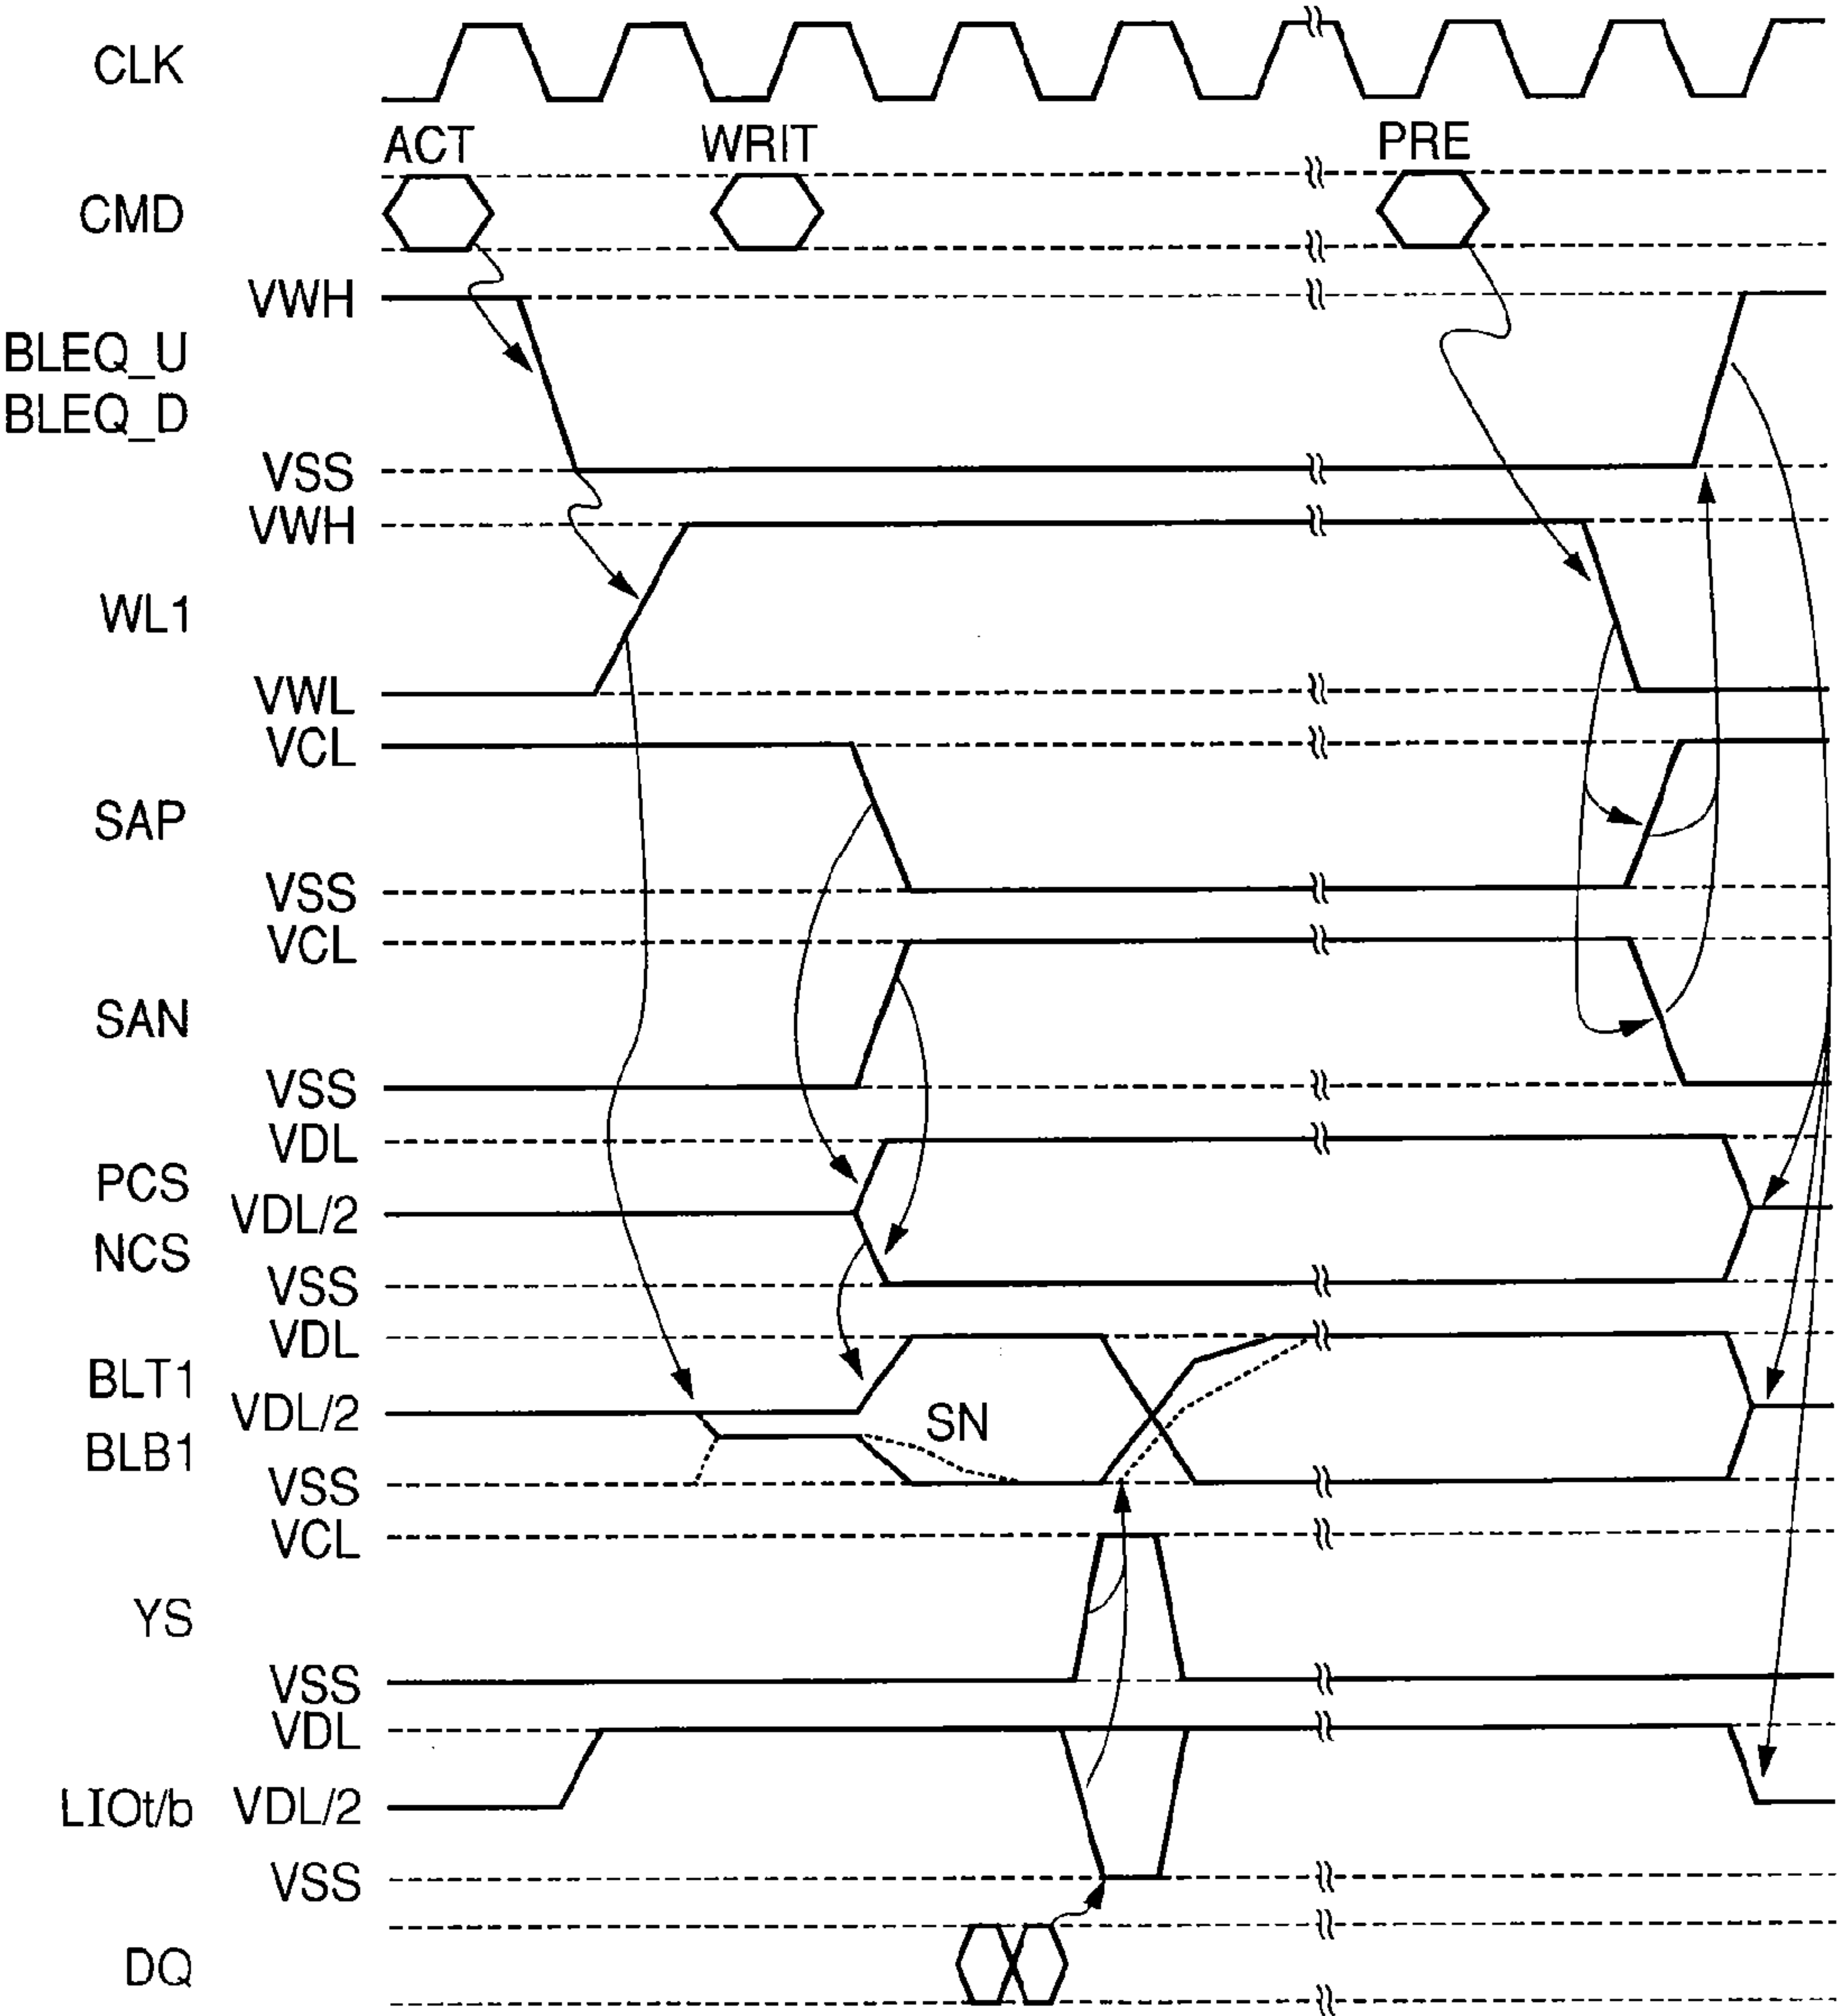 CLK
ACT WRIT PRE
CMD
VWH
BLEQ_U
BLEQ_D
VSS
VWH
WL1
VWL
VCL
SAP
VSS
VCL
SAN
VSS
VDL
PCS
VDL/2
NCS
VSS
VDL
BLT1
VDL/2 SN
BLB1
VSS
VCL
YS
VSS
VDL
LIOt/b VDL/2
VSS
DQ